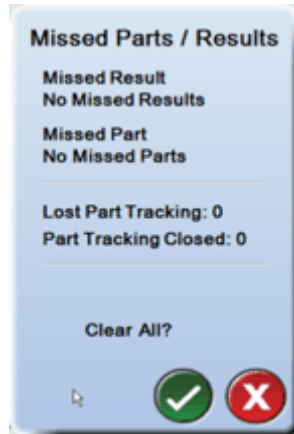 Missed Parts / Results
Missed Result
No Missed Results
Missed Part
No Missed Parts
Lost Part Tracking: 0
Part Tracking Closed: 0
Clear All?